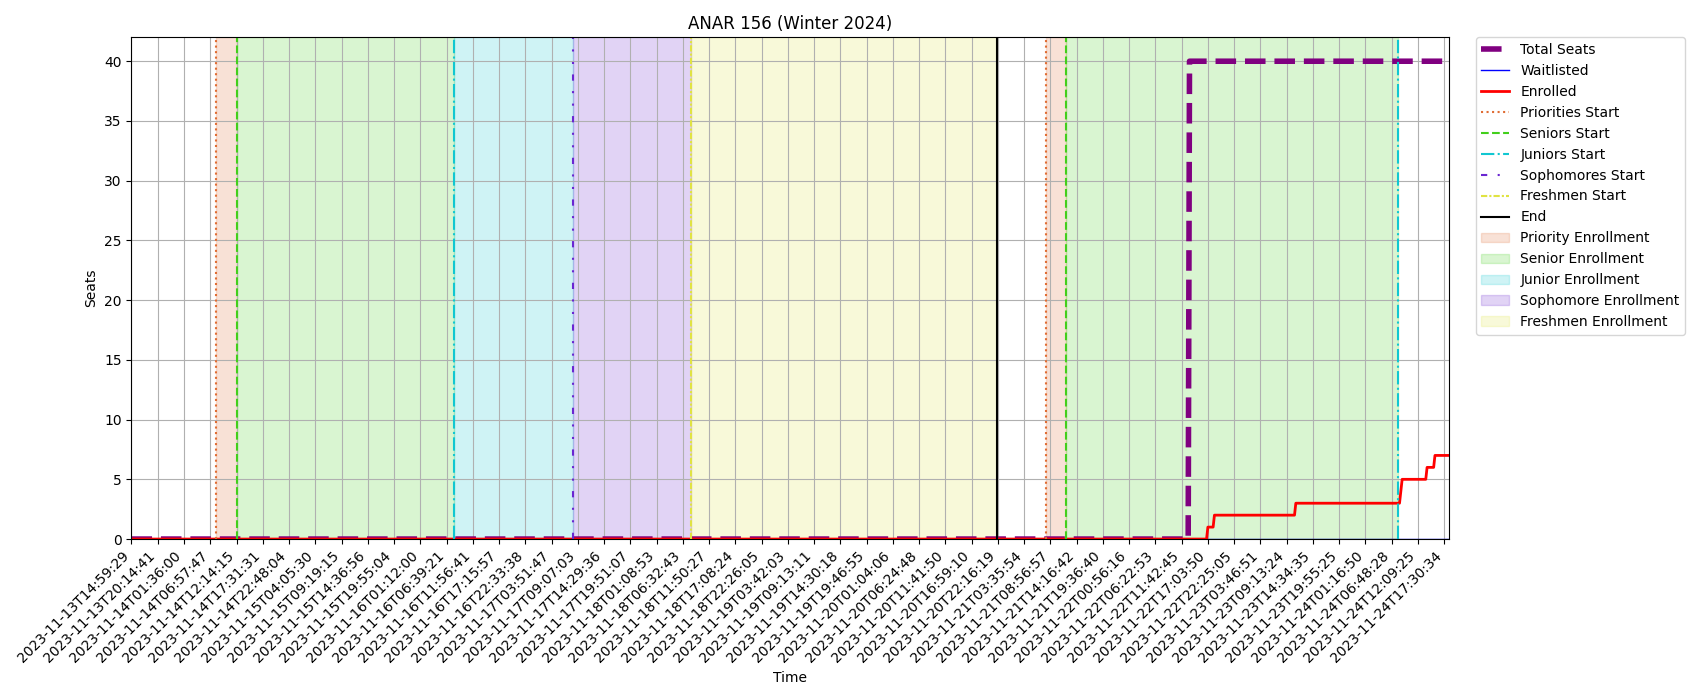 ANAR 156 (Winter 2024)
Seats
40
35
30
25
20
15
10
5
0
2023-11-13T14:59:29
2023-11-13T20:14:41
2023-11-14T01:36:00
2023-11-14T06:57:47
2023-11-14T12:14:15
2023-11-14T17:31:31
2023-11-14T22:48:04
2023-11-15T04:05:30
2023-11-15T09:19:15
2023-11-15T14:36:56
2023-11-15T19:55:04
2023-11-16T01:12:00
2023-11-16T06:39:21
2023-11-16T11:56:41
2023-11-16T17:15:57
2023-11-16T22:33:38
2023-11-17T03:51:47
2023-11-17T09:07:03
2023-11-17T14:29:36
2023-11-17T19:51:07
2023-11-18T01:08:53
2023-11-18T06:32:43
2023-11-18T11:50:27
2023-11-18T17:08:24
2023-11-18T22:26:05
2023-11-19T03:42:03
2023-11-19T09:13:11
2023-11-19T14:30:18
2023-11-19T19:46:55
2023-11-20T01:04:06
2023-11-20T06:24:48
2023-11-20T11:41:50
2023-11-20T16:59:10
2023-11-20T22:16:19
2023-11-21T03:35:54
2023-11-21T08:56:57
2023-11-21T14:16:42
2023-11-21T19:36:40
2023-11-22T00:56:16
2023-11-22T06:22:53
2023-11-22T11:42:45
2023-11-22T17:03:50
2023-11-22T22:25:05
2023-11-23T03:46:51
2023-11-23T09:13:24
2023-11-23T14:34:35
2023-11-23T19:55:25
2023-11-24T01:16:50
2023-11-24T06:48:28
2023-11-24T12:09:25
2023-11-24T17:30:34
Time
Total Seats
Waitlisted
Enrolled
Priorities Start
Seniors Start
Juniors Start
Sophomores Start
Freshmen Start
End
Priority Enrollment
Senior Enrollment
Junior Enrollment
Sophomore Enrollment
Freshmen Enrollment